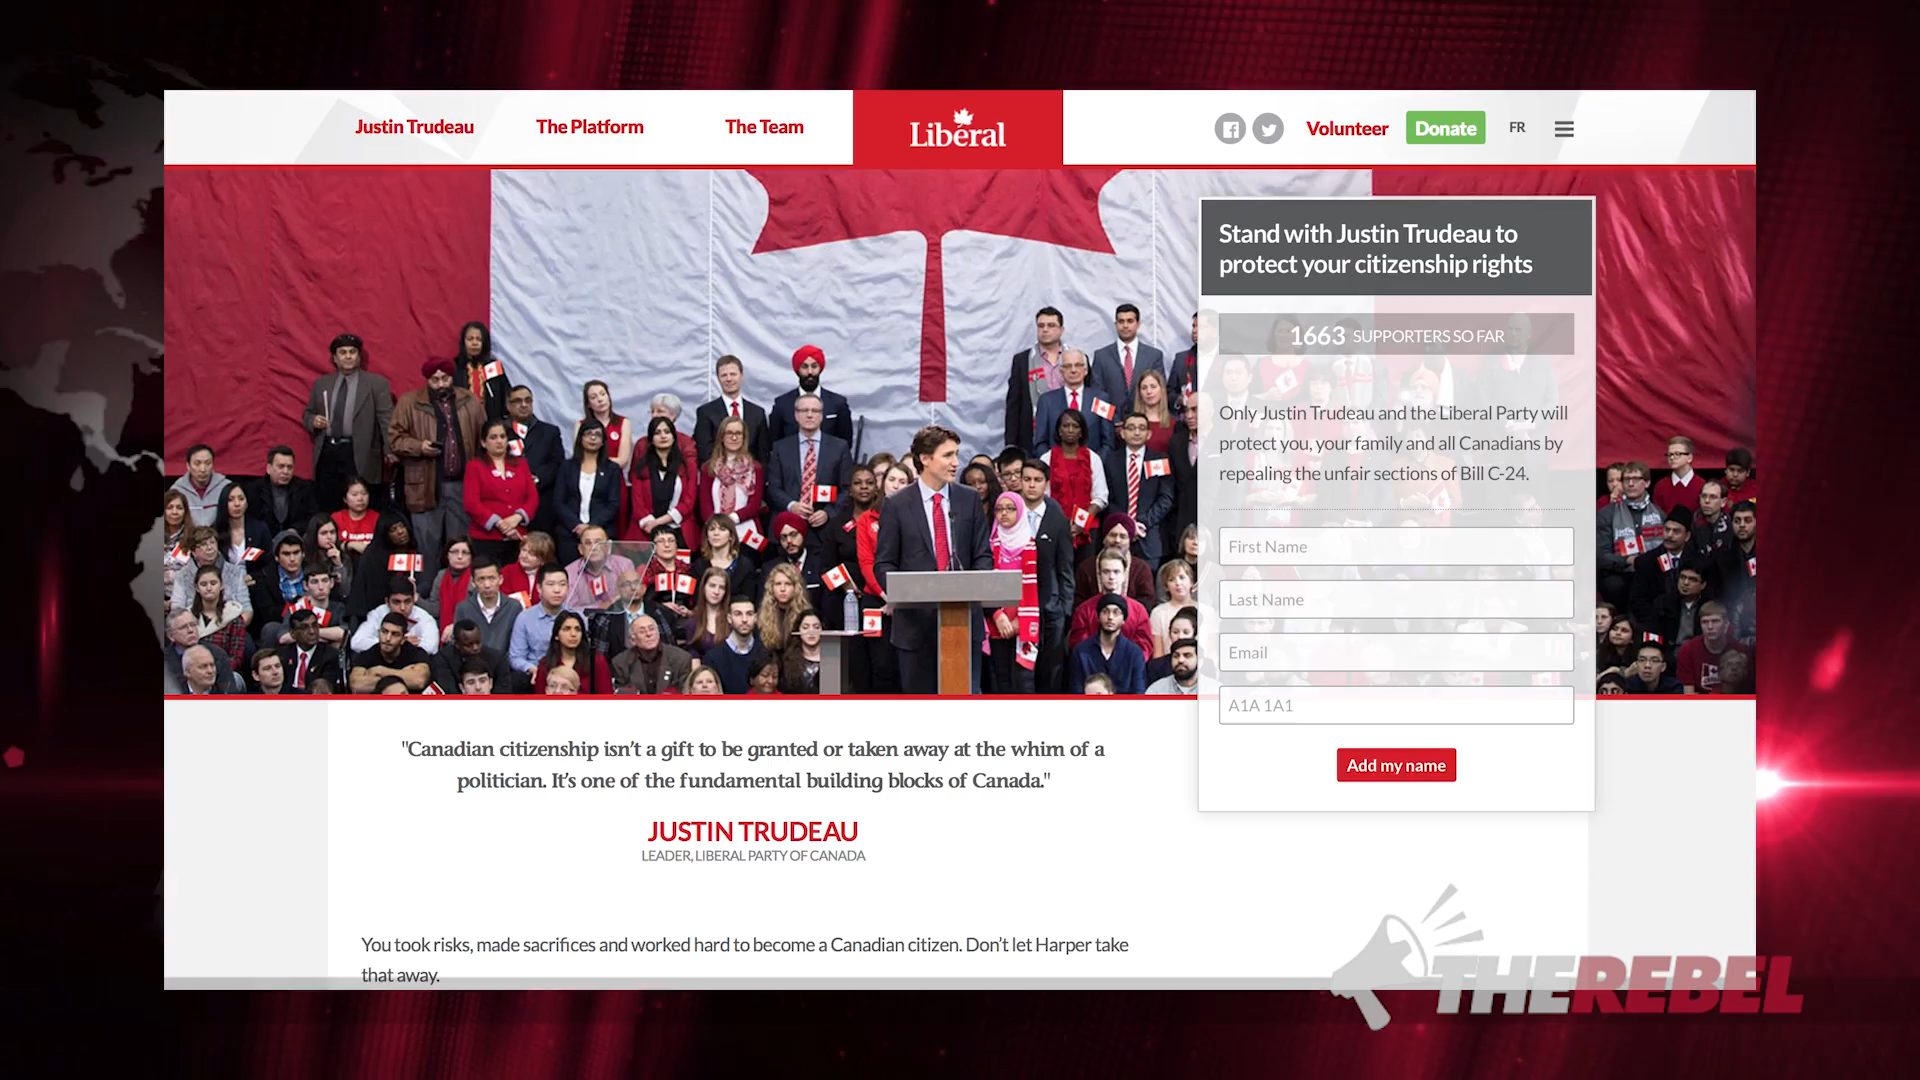 Justin Trudeau
The Platform
The Team
Liberal
Volunteer
Donate
FR
Stand with Justin Trudeau to
protect your citizenship rights
1663 SUPPORTERS SO FAR
Only Justin Trudeau and the Liberal Party will
protect you, your family and all Canadians by
repealing the unfair sections of Bill C-24.
First Name
Last Name
Email
A1A 1A1
Add my name
"Canadian citizenship isn't a gift to be granted or taken away at the whim of a
politician. It's one of the fundamental building blocks of Canada."
JUSTIN TRUDEAU
LEADER, LIBERAL PARTY OF CANADA
You took risks, made sacrifices and worked hard to become a Canadian citizen. Don't let Harper take
that away.
THEREBEL